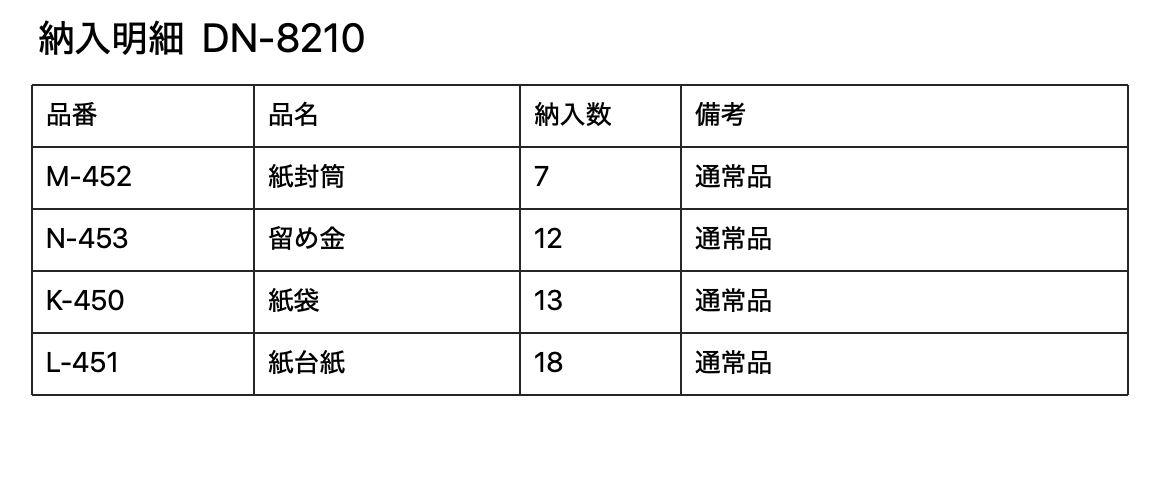 納入明細 DN-8210
品番 品名 納入数 備考
M-452 紙封筒 7 通常品
N-453 留め金 12 通常品
K-450 紙袋 13 通常品
L-451 紙台紙 18 通常品